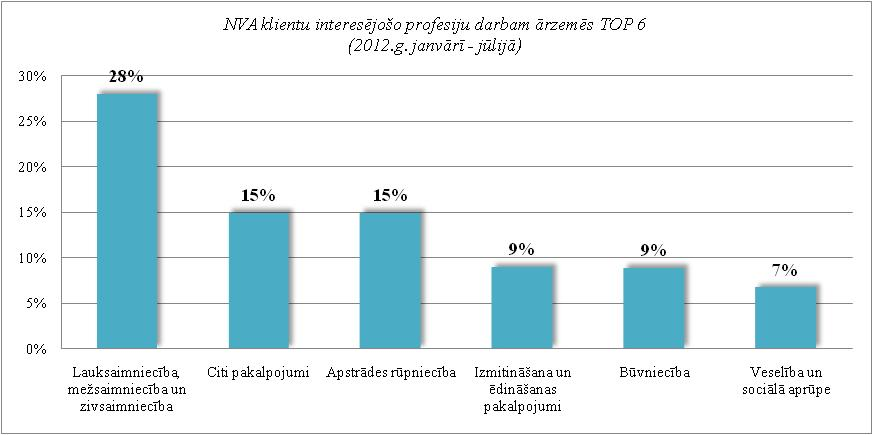 NVA klientu interesējošo profesiju darbam ārzemēs TOP 6
(2012.g. janvārī - jūlijā)
30%
25%
20%
15%
10%
5%
0%
28%
15%
15%
9%
9%
7%
Lauksaimniecība,
mežsaimniecība un
zivsaimniecība
Citi pakalpojumi
Apstrādes rūpniecība
Izmitināšana un
ēdināšanas
pakalpojumi
Būvniecība
Veselība un
sociālā aprūpe